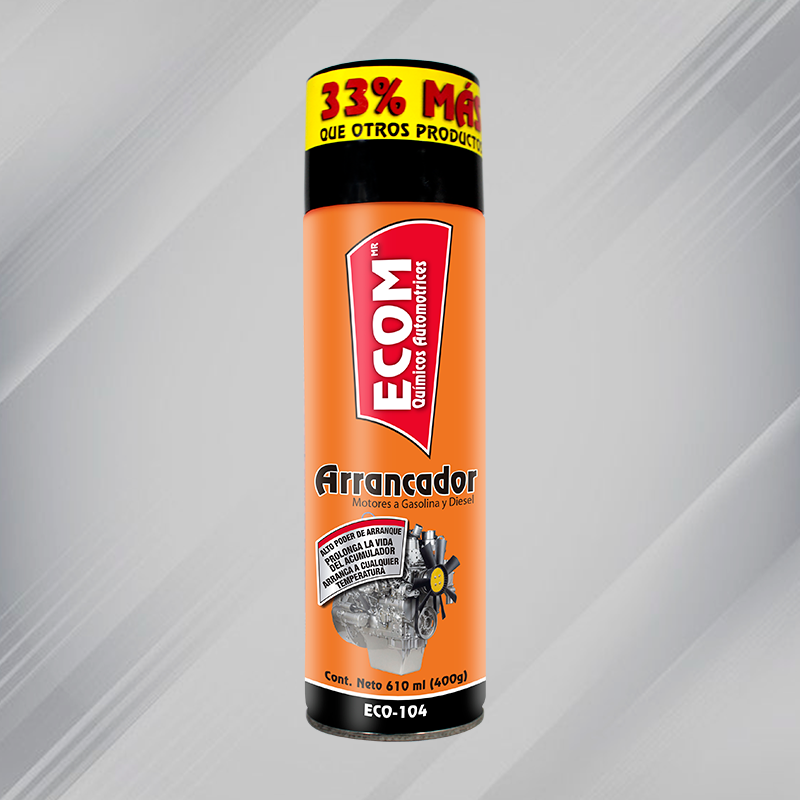 33% MÁS
QUE OTROS PRODUCTOS
ECOM MR
Químicos Automotrices
Arrancador
Motores a Gasolina y Diesel
ALTO PODER DE ARRANQUE
PROLONGA LA VIDA
DEL ACUMULADOR
ARRANCA A CUALQUIER
TEMPERATURA
Cont. Neto 610 ml (400g)
ECO-104